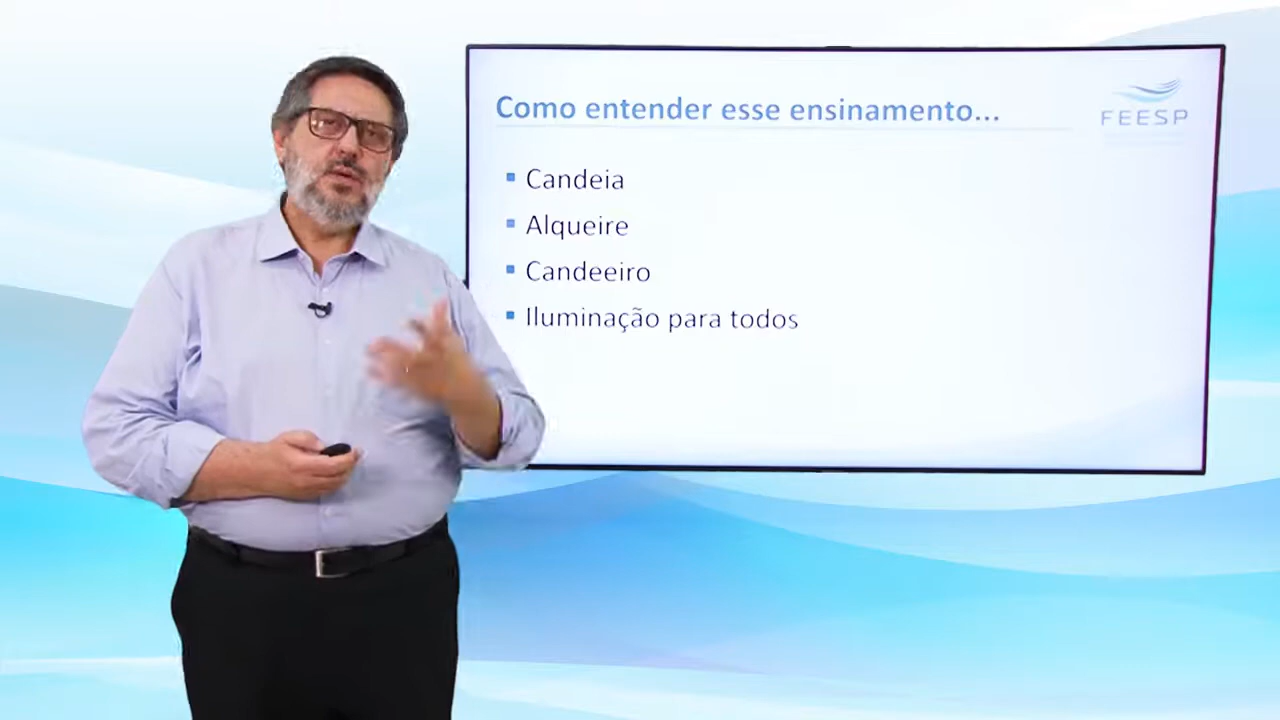 Como entender esse ensinamento...
FEESP
Candeia
Alqueire
Candeeiro
Iluminação para todos